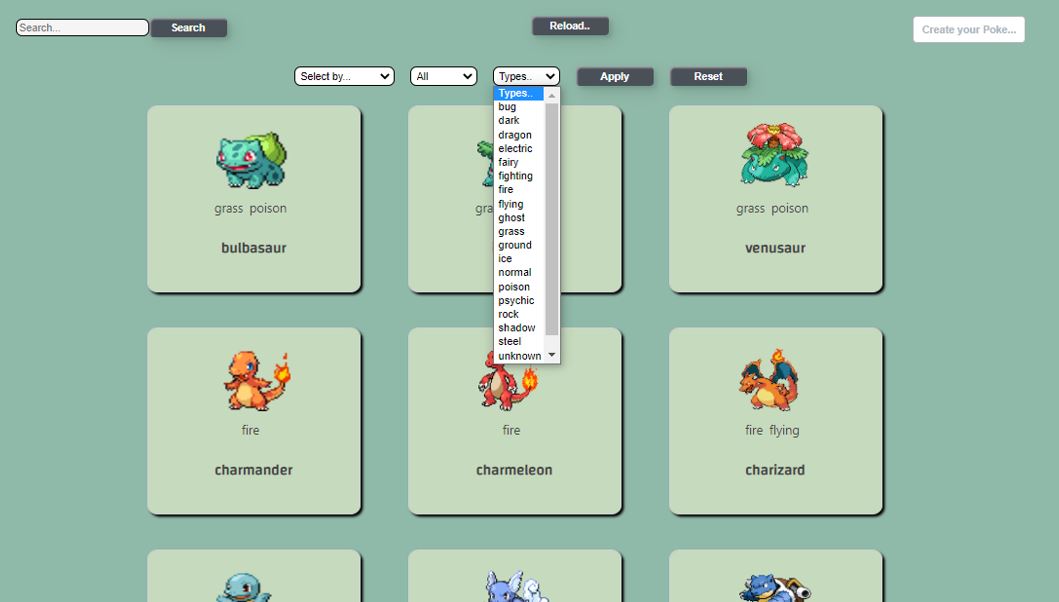 Search...
Search
Reload..
Create your Poke...
Select by...
All
Types..
Apply
Reset
Types..
bug
dark
dragon
electric
fairy
fighting
fire
flying
ghost
grass
ground
ice
normal
poison
psychic
rock
shadow
steel
unknown
grass poison
bulbasaur
grass poison
venusaur
fire
charmander
fire
charmeleon
fire flying
charizard